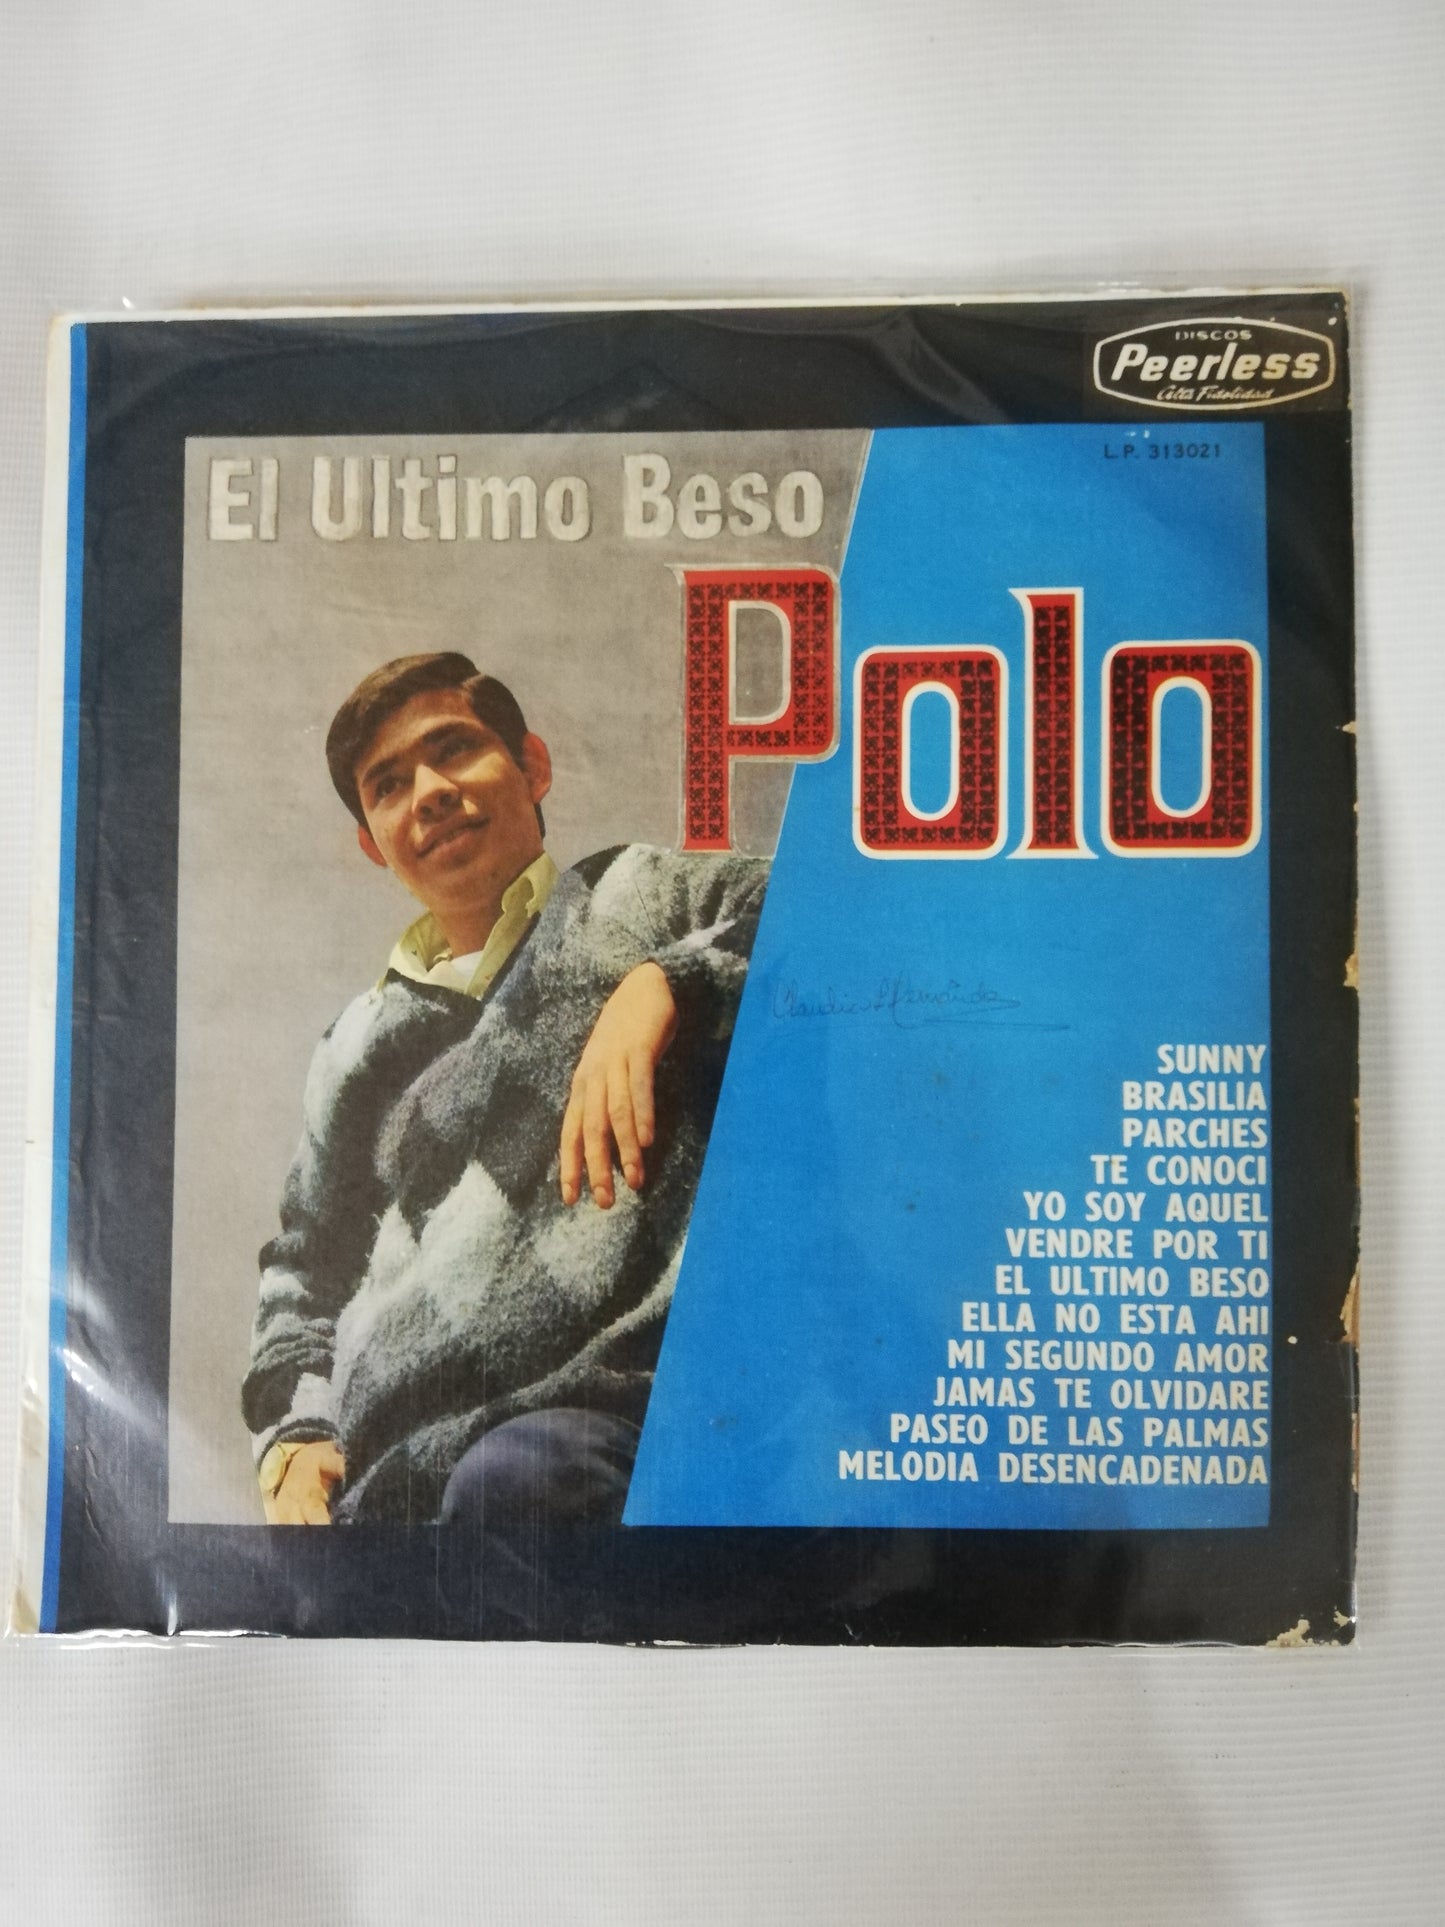 DISCOS
Peerless
Alta Fidelidad
L.P. 313021
El Ultimo Beso
Polo
Claudia Hernández
SUNNY
BRASILIA
PARCHES
TE CONOCI
YO SOY AQUEL
VENDRE POR TI
EL ULTIMO BESO
ELLA NO ESTA AHI
MI SEGUNDO AMOR
JAMAS TE OLVIDARE
PASEO DE LAS PALMAS
MELODIA DESENCADENADA